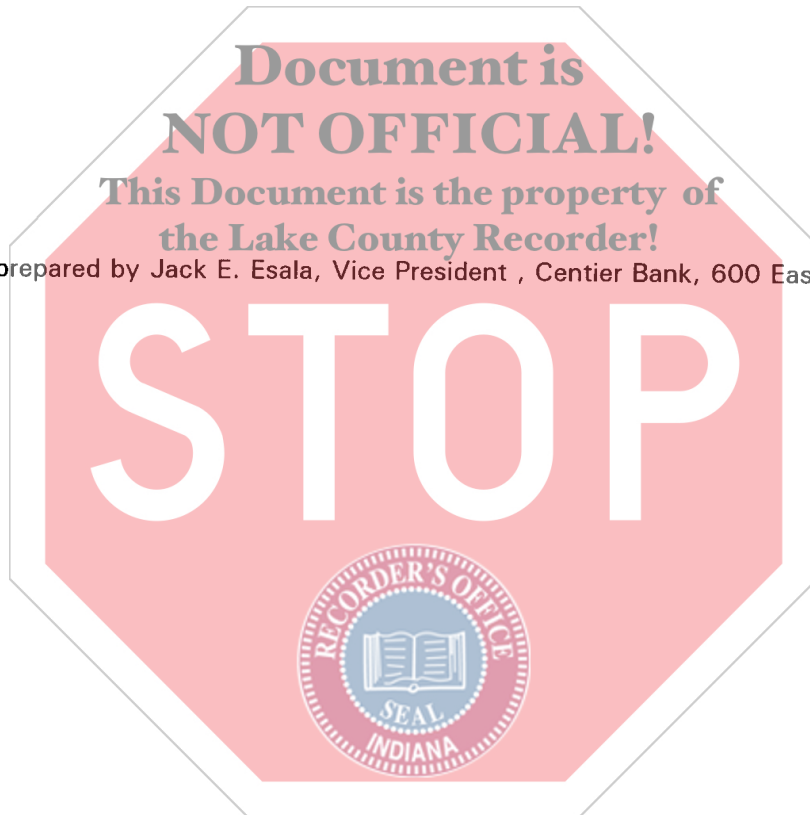 Document is
NOT OFFICIAL!
This Document is the property of
the Lake County Recorder!
prepared by Jack E. Esala, Vice President , Centier Bank, 600 Eas
STOP
RECORDER'S OFFICE
SEAL
INDIANA